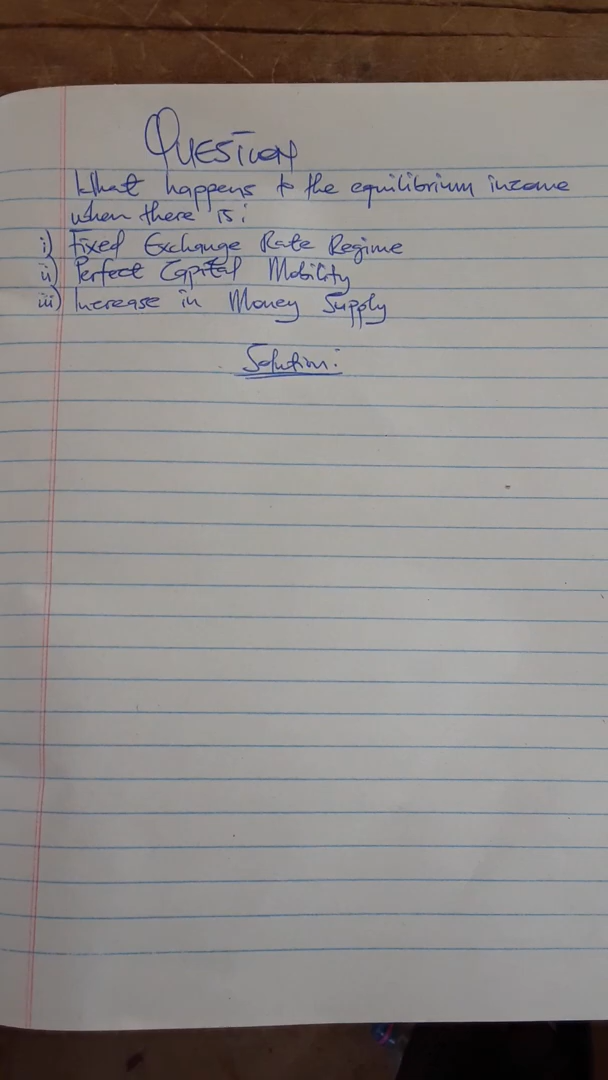 QUESTION
What happens to the equilibrium income
when there is:
i) Fixed Exchange Rate Regime
ii) Perfect Capital Mobility
iii) Increase in Money Supply
Solution: